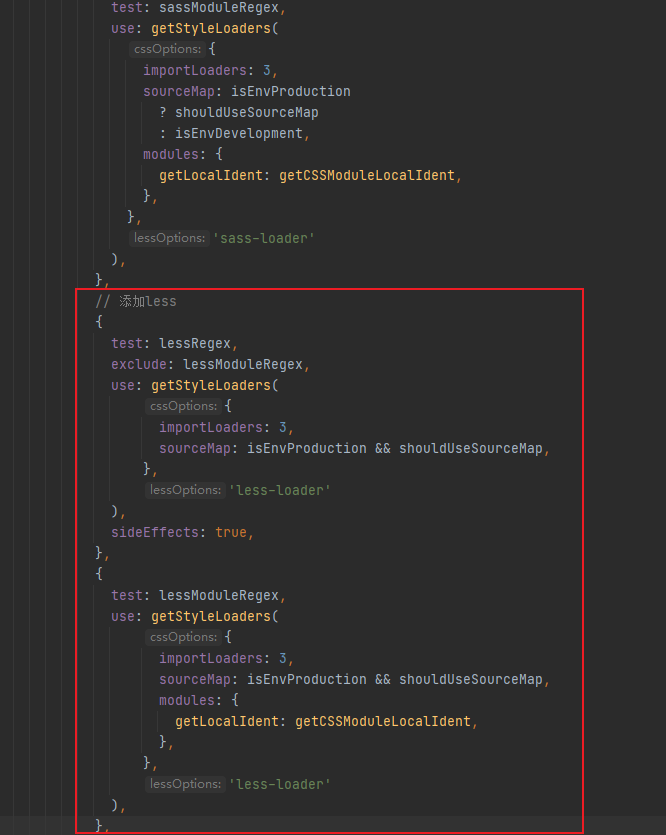 test: sassModuleRegex,
use: getStyleLoaders(
cssOptions: {
importLoaders: 3,
sourceMap: isEnvProduction
? shouldUseSourceMap
: isEnvDevelopment,
modules: {
getLocalIdent: getCSSModuleLocalIdent,
},
},
lessOptions: 'sass-loader'
),
},
// 添加less
{
test: lessRegex,
exclude: lessModuleRegex,
use: getStyleLoaders(
cssOptions: {
importLoaders: 3,
sourceMap: isEnvProduction && shouldUseSourceMap,
},
lessOptions: 'less-loader'
),
sideEffects: true,
},
{
test: lessModuleRegex,
use: getStyleLoaders(
cssOptions: {
importLoaders: 3,
sourceMap: isEnvProduction && shouldUseSourceMap,
modules: {
getLocalIdent: getCSSModuleLocalIdent,
},
},
lessOptions: 'less-loader'
),
},